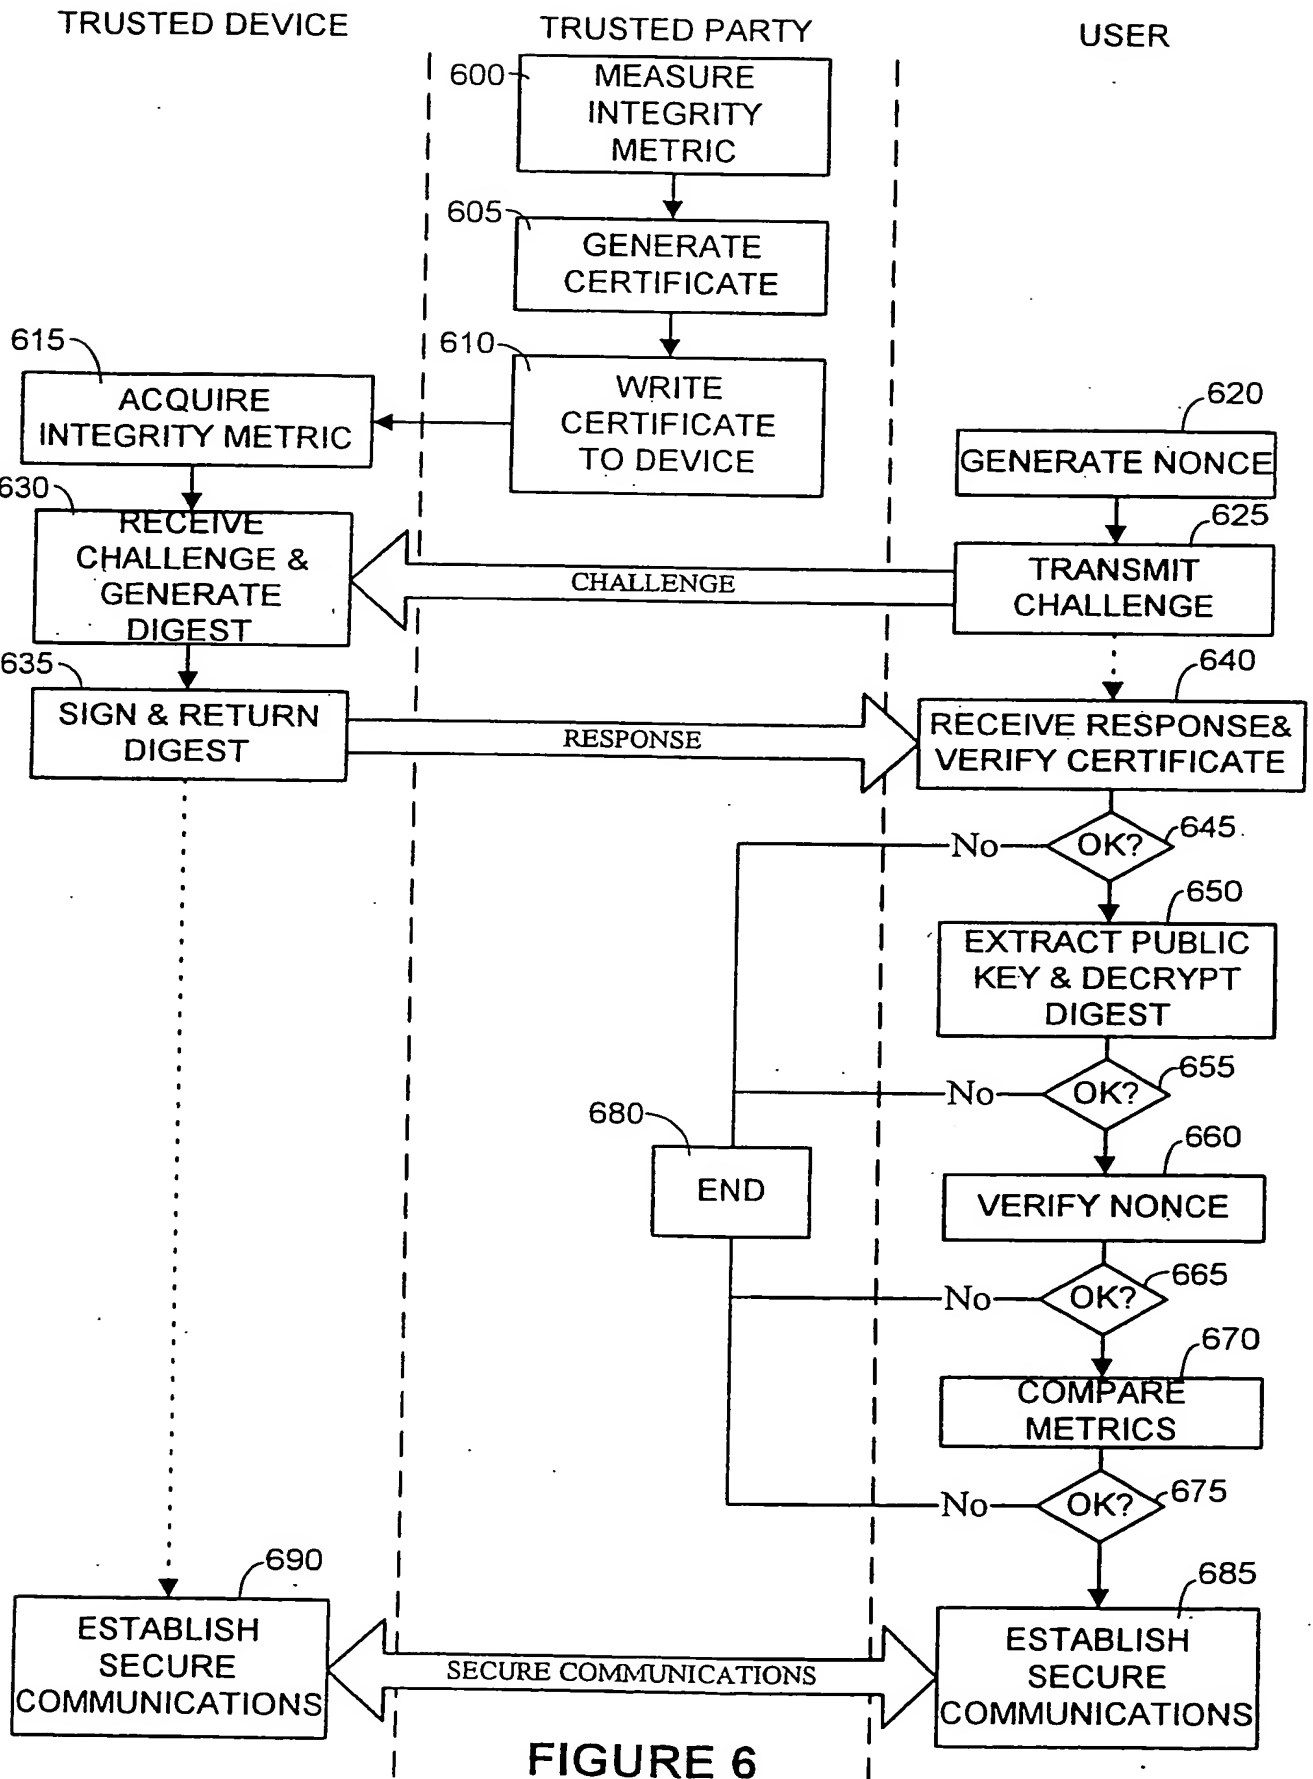 TRUSTED DEVICE
TRUSTED PARTY
USER
600
MEASURE
INTEGRITY
METRIC
605
GENERATE
CERTIFICATE
615
610
ACQUIRE
INTEGRITY METRIC
WRITE
CERTIFICATE
TO DEVICE
620
GENERATE NONCE
630
RECEIVE
CHALLENGE &
GENERATE
DIGEST
CHALLENGE
625
TRANSMIT
CHALLENGE
635
SIGN & RETURN
DIGEST
RESPONSE
640
RECEIVE RESPONSE&
VERIFY CERTIFICATE
No
OK?
645
650
EXTRACT PUBLIC
KEY & DECRYPT
DIGEST
No
OK?
655
680
END
660
VERIFY NONCE
No
OK?
665
670
COMPARE
METRICS
No
OK?
675
690
ESTABLISH
SECURE
COMMUNICATIONS
SECURE COMMUNICATIONS
685
ESTABLISH
SECURE
COMMUNICATIONS
FIGURE 6